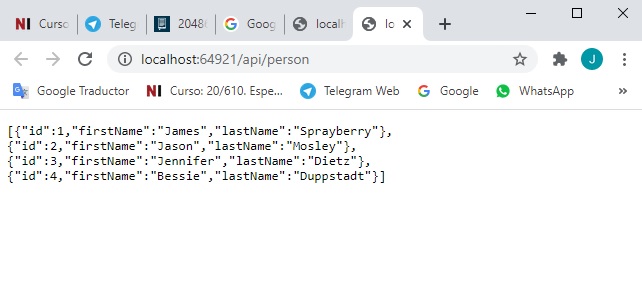 NI Curso
Teleg
2048
Goog
local
lo
localhost:64921/api/person
J
Google Traductor
NI Curso: 20/610. Espe...
Telegram Web
Google
WhatsApp
»
[{"id":1,"firstName":"James","lastName":"Sprayberry"},
{"id":2,"firstName":"Jason","lastName":"Mosley"},
{"id":3,"firstName":"Jennifer","lastName":"Dietz"},
{"id":4,"firstName":"Bessie","lastName":"Duppstadt"}]